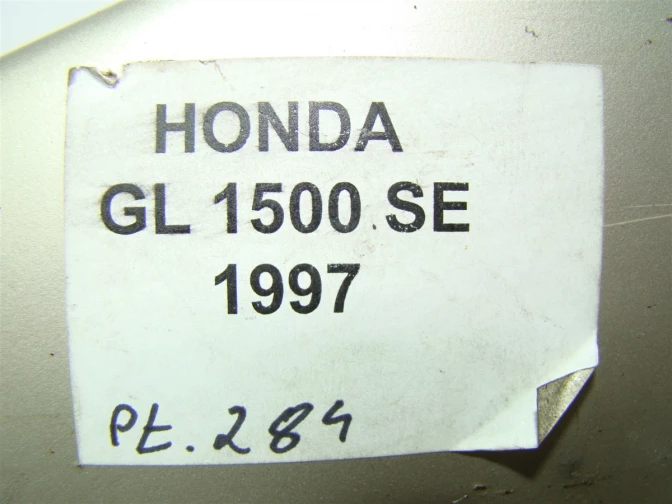 HONDA
GL 1500 SE
1997
Pt. 284